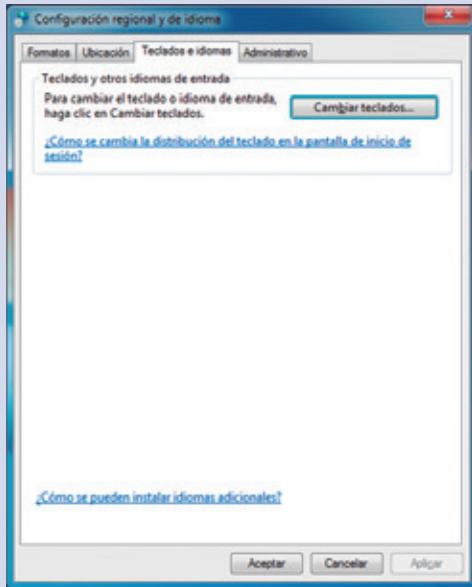 Configuración regional y de idioma
Formatos Ubicación Teclados e idiomas Administrativo
Teclados y otros idiomas de entrada
Para cambiar el teclado o idioma de entrada,
haga clic en Cambiar teclados.
Cambiar teclados...
¿Cómo se cambia la distribución del teclado en la pantalla de inicio de
sesión?
¿Cómo se pueden instalar idiomas adicionales?
Aceptar Cancelar Aplicar